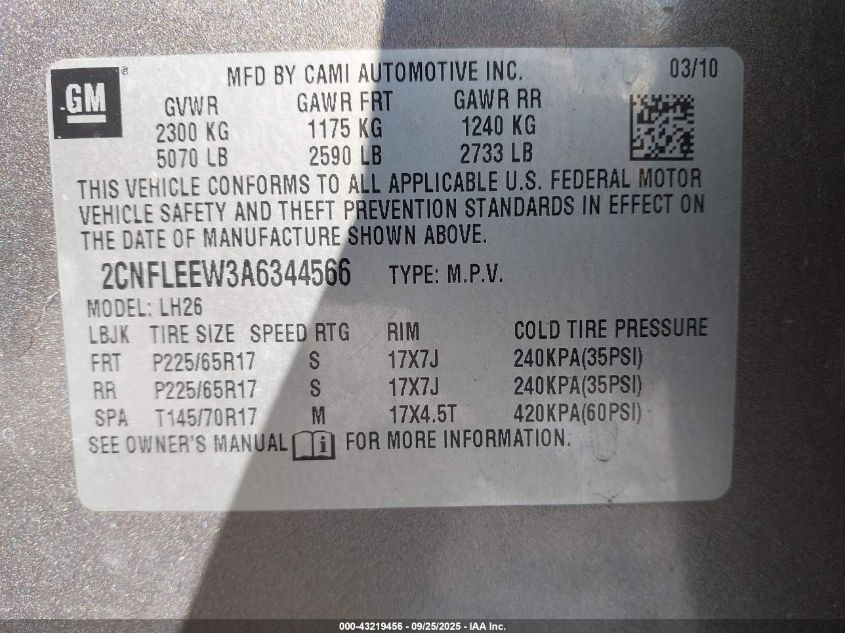 GM®
MFD BY CAMI AUTOMOTIVE INC. 03/10
GVWR GAWR FRT GAWR RR
2300 KG 1175 KG 1240 KG
5070 LB 2590 LB 2733 LB
THIS VEHICLE CONFORMS TO ALL APPLICABLE U.S. FEDERAL MOTOR
VEHICLE SAFETY AND THEFT PREVENTION STANDARDS IN EFFECT ON
THE DATE OF MANUFACTURE SHOWN ABOVE.
2CNFLEEW3A6344566 TYPE: M.P.V.
MODEL: LH26
LBJK TIRE SIZE SPEED RTG RIM COLD TIRE PRESSURE
FRT P225/65R17 S 17X7J 240KPA(35PSI)
RR P225/65R17 S 17X7J 240KPA(35PSI)
SPA T145/70R17 M 17X4.5T 420KPA(60PSI)
SEE OWNER'S MANUAL i FOR MORE INFORMATION.
000-43219456 - 09/25/2025 - IAA Inc.